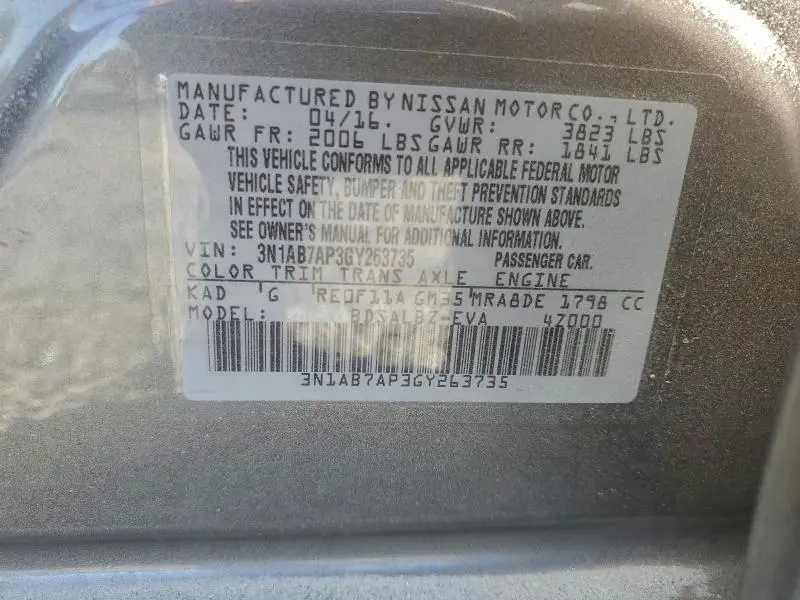 MANUFACTURED BY NISSAN MOTOR CO., LTD.
DATE: 04/16. GVWR: 3823 LBS
GAWR FR: 2006 LBS GAWR RR: 1841 LBS
THIS VEHICLE CONFORMS TO ALL APPLICABLE FEDERAL MOTOR
VEHICLE SAFETY, BUMPER AND THEFT PREVENTION STANDARDS
IN EFFECT ON THE DATE OF MANUFACTURE SHOWN ABOVE.
SEE OWNER'S MANUAL FOR ADDITIONAL INFORMATION.
VIN: 3N1AB7AP3GY263735 PASSENGER CAR.
COLOR TRIM TRANS AXLE ENGINE
KAD G RE0F11A GM35 MRA8DE 1798 CC
MODEL: BDSALBZ-EVA 4Z000
3N1AB7AP3GY263735